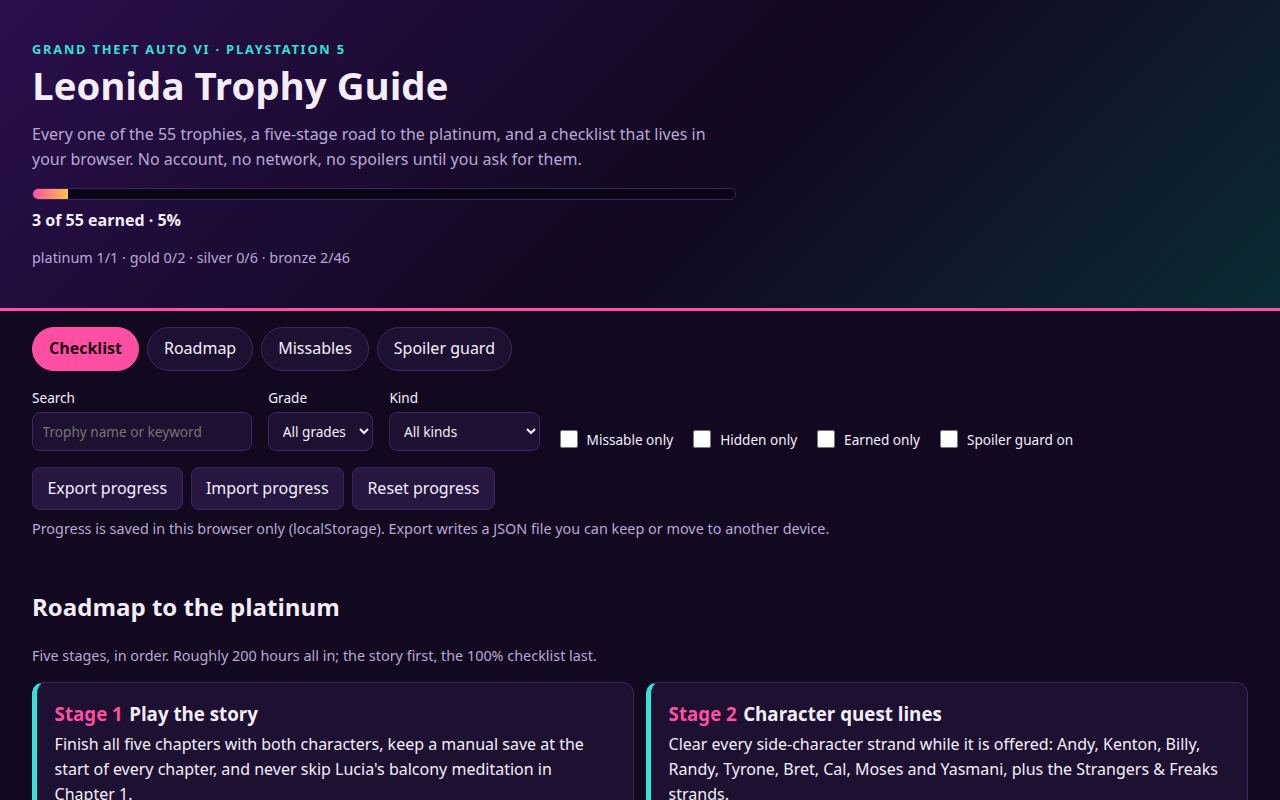 GRAND THEFT AUTO VI · PLAYSTATION 5
Leonida Trophy Guide
Every one of the 55 trophies, a five-stage road to the platinum, and a checklist that lives in
your browser. No account, no network, no spoilers until you ask for them.
3 of 55 earned · 5%
platinum 1/1 · gold 0/2 · silver 0/6 · bronze 2/46
Checklist Roadmap Missables Spoiler guard
Search Grade Kind
Trophy name or keyword All grades All kinds Missable only Hidden only Earned only Spoiler guard on
Export progress Import progress Reset progress
Progress is saved in this browser only (localStorage). Export writes a JSON file you can keep or move to another device.
Roadmap to the platinum
Five stages, in order. Roughly 200 hours all in; the story first, the 100% checklist last.
Stage 1 Play the story
Finish all five chapters with both characters, keep a manual save at the
start of every chapter, and never skip Lucia's balcony meditation in
Chapter 1.
Stage 2 Character quest lines
Clear every side-character strand while it is offered: Andy, Kenton, Billy,
Randy, Tyrone, Bret, Cal, Moses and Yasmani, plus the Strangers & Freaks
strands.